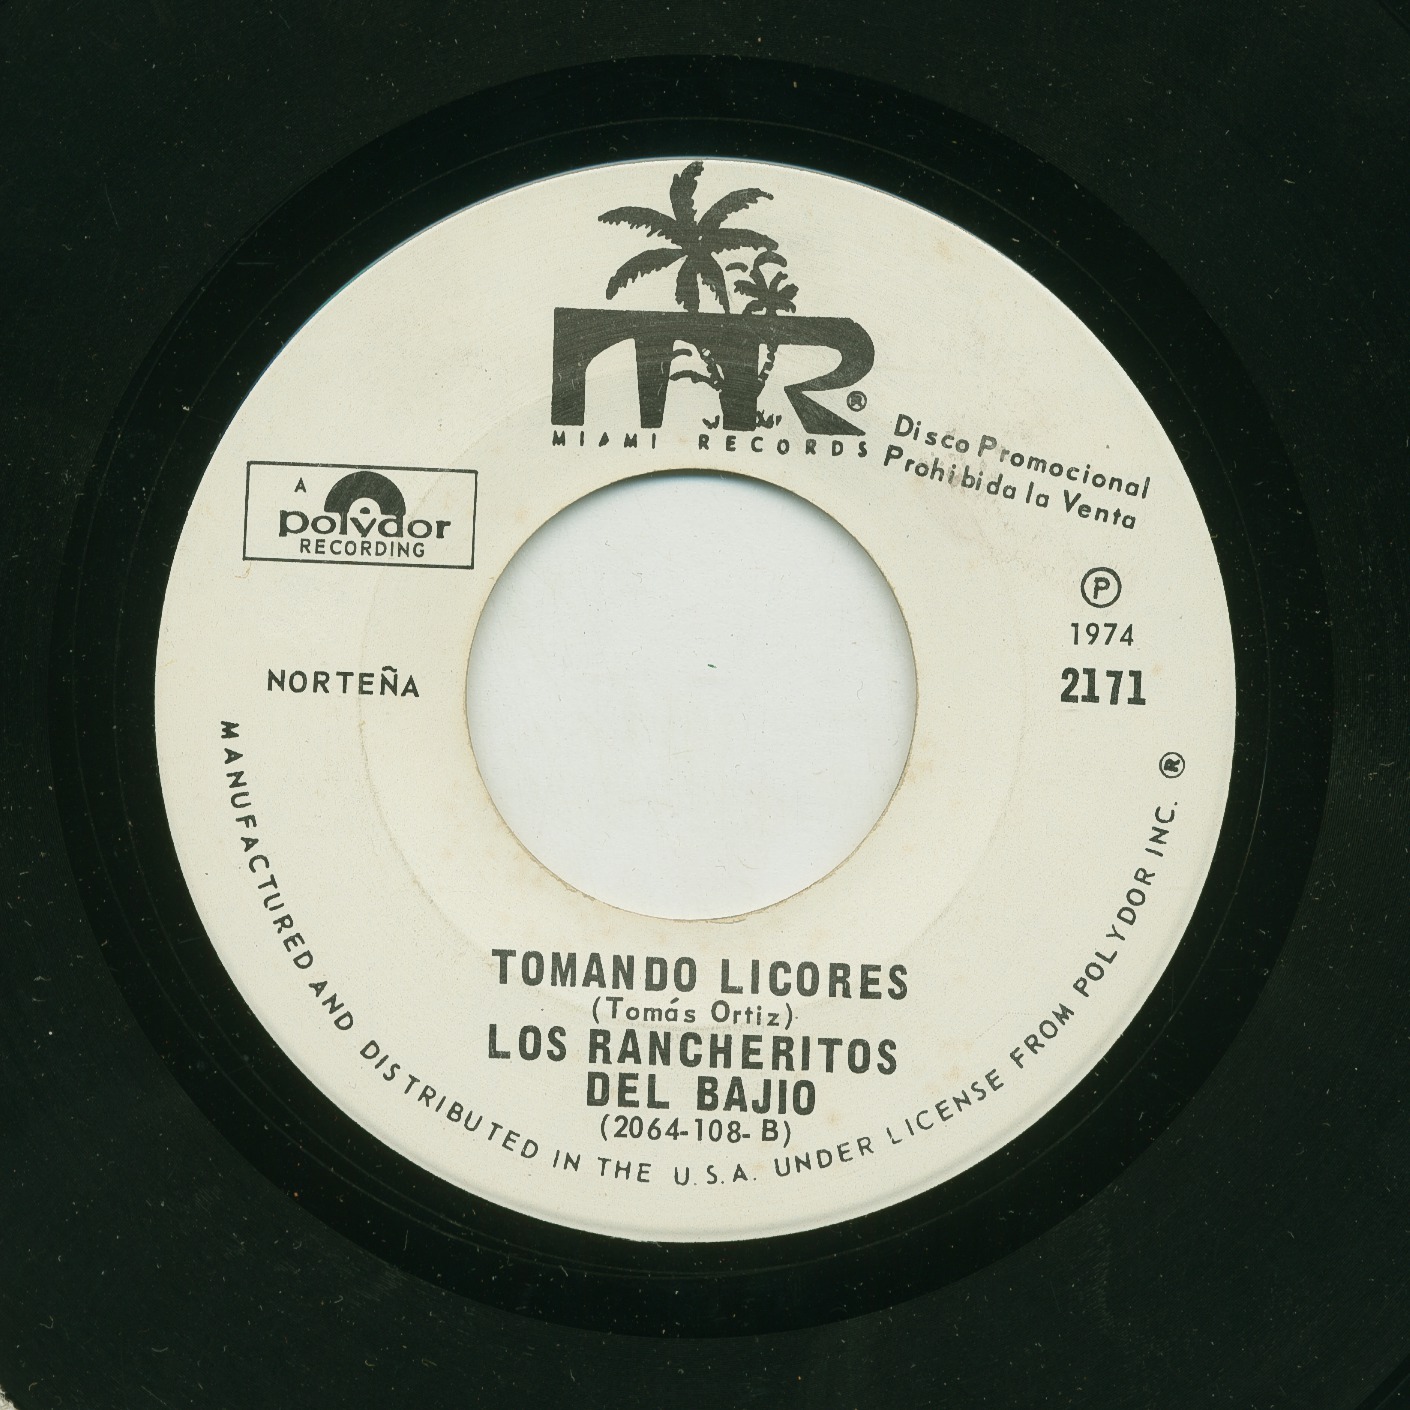 MR®
MIAMI RECORDS
Disco Promocional
Prohibida la Venta
A
polydor
RECORDING
Ⓟ
1974
2171
NORTEÑA
TOMANDO LICORES
(Tomás Ortiz)
LOS RANCHERITOS
DEL BAJIO
(2064-108-B)
MANUFACTURED AND DISTRIBUTED IN THE U.S.A. UNDER LICENSE FROM POLYDOR INC. ®